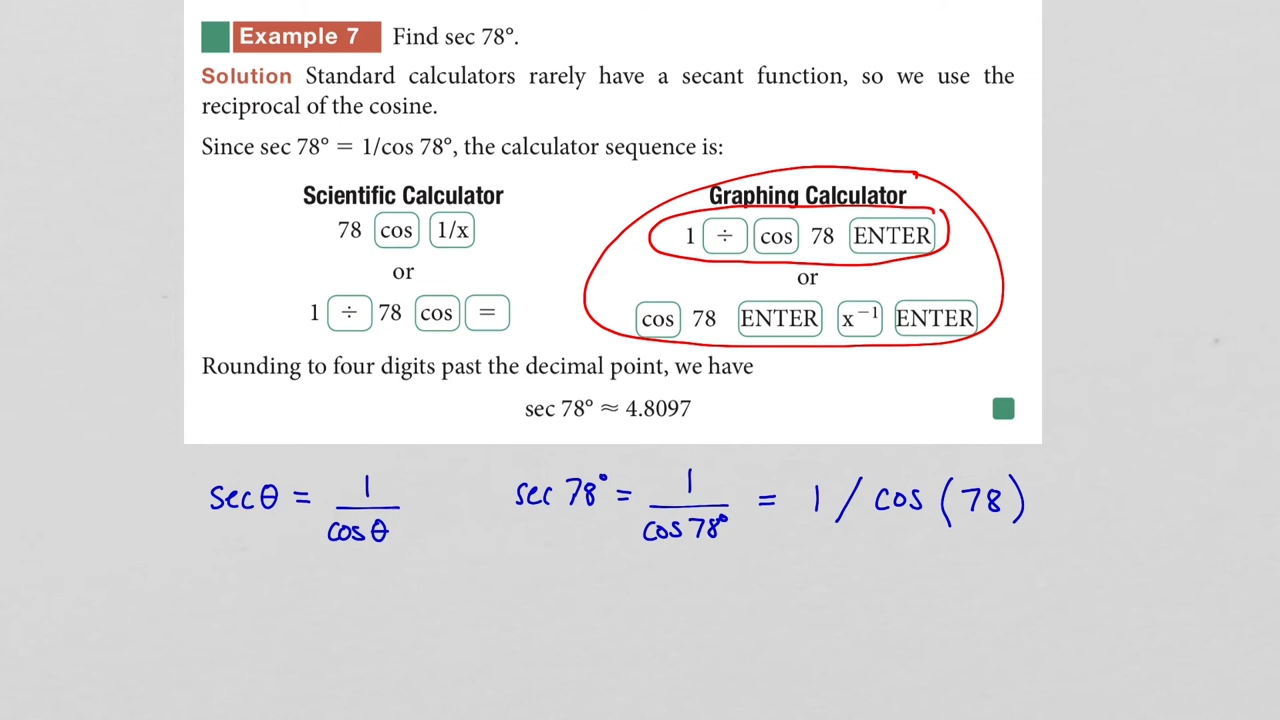 Example 7 Find sec 78°.
Solution Standard calculators rarely have a secant function, so we use the
reciprocal of the cosine.
Since sec 78° = 1/cos 78°, the calculator sequence is:
Scientific Calculator
78 cos 1/x
or
1 ÷ 78 cos =
Graphing Calculator
1 ÷ cos 78 ENTER
or
cos 78 ENTER x⁻¹ ENTER
Rounding to four digits past the decimal point, we have
sec 78° ≈ 4.8097
sec θ = 1/cos θ
sec 78° = 1/cos 78° = 1 / cos (78)